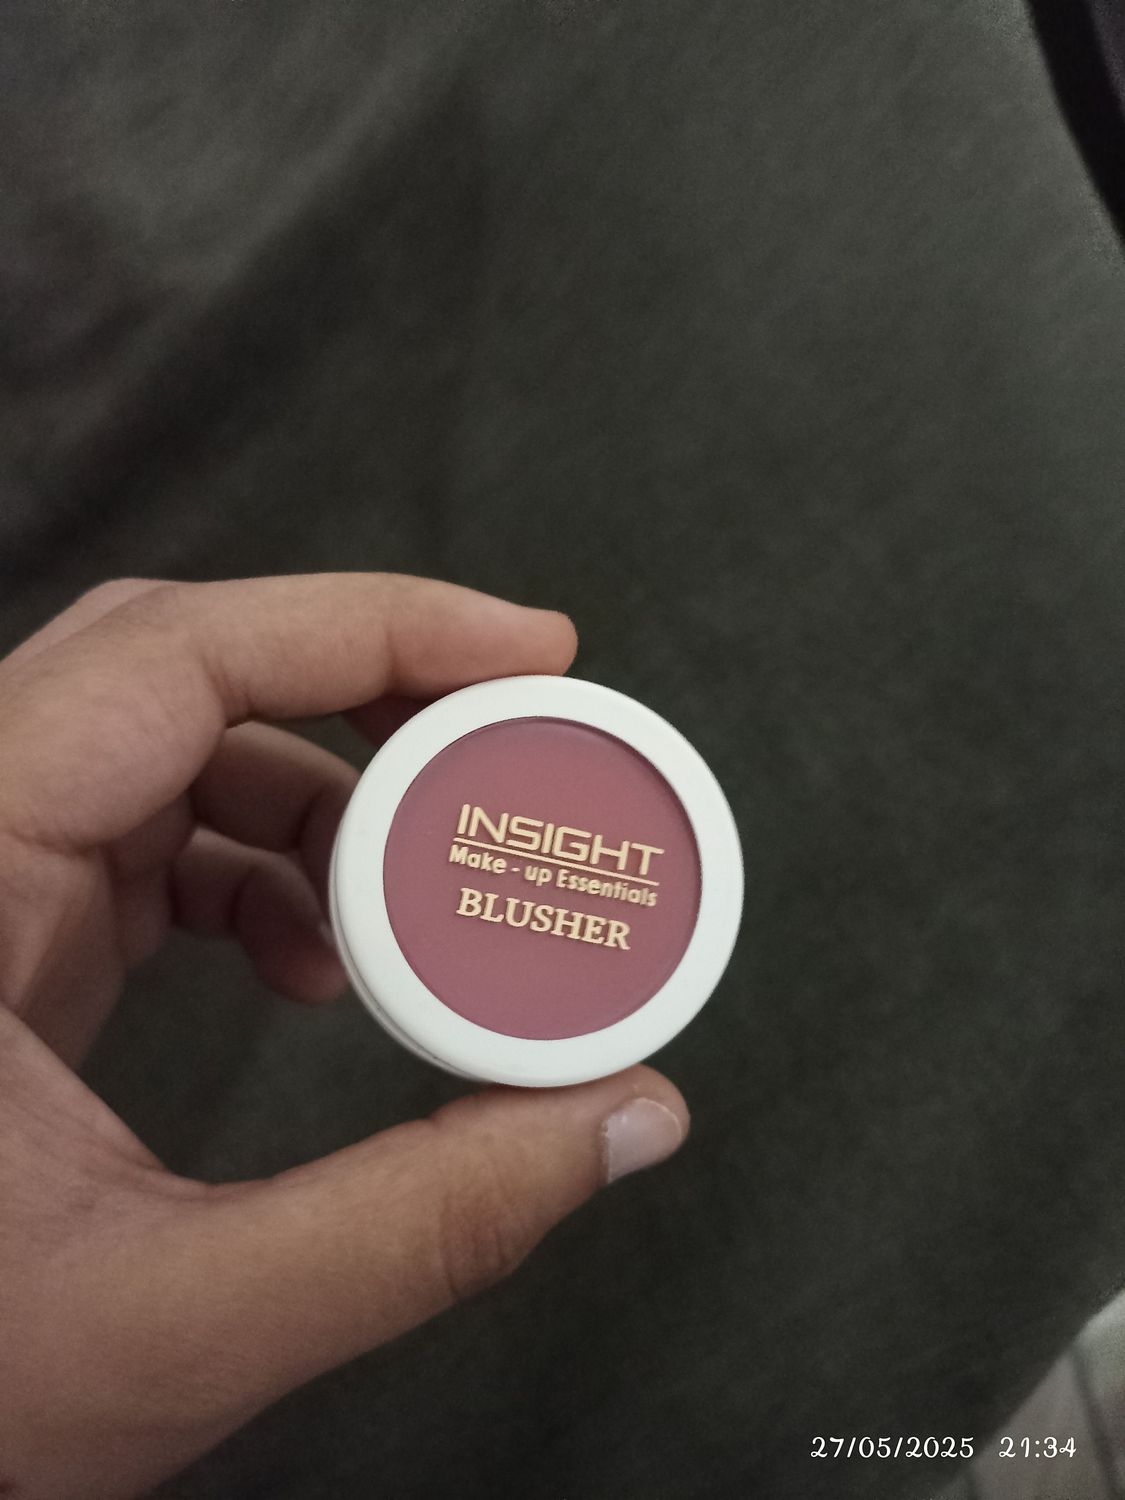 INSIGHT
Make-up Essentials
BLUSHER
27/05/2025 21:34